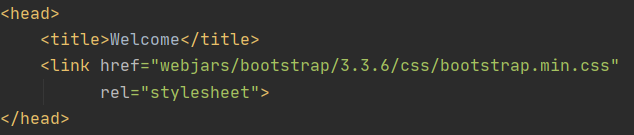 <head>
    <title>Welcome</title>
    <link href="webjars/bootstrap/3.3.6/css/bootstrap.min.css"
          rel="stylesheet">
</head>